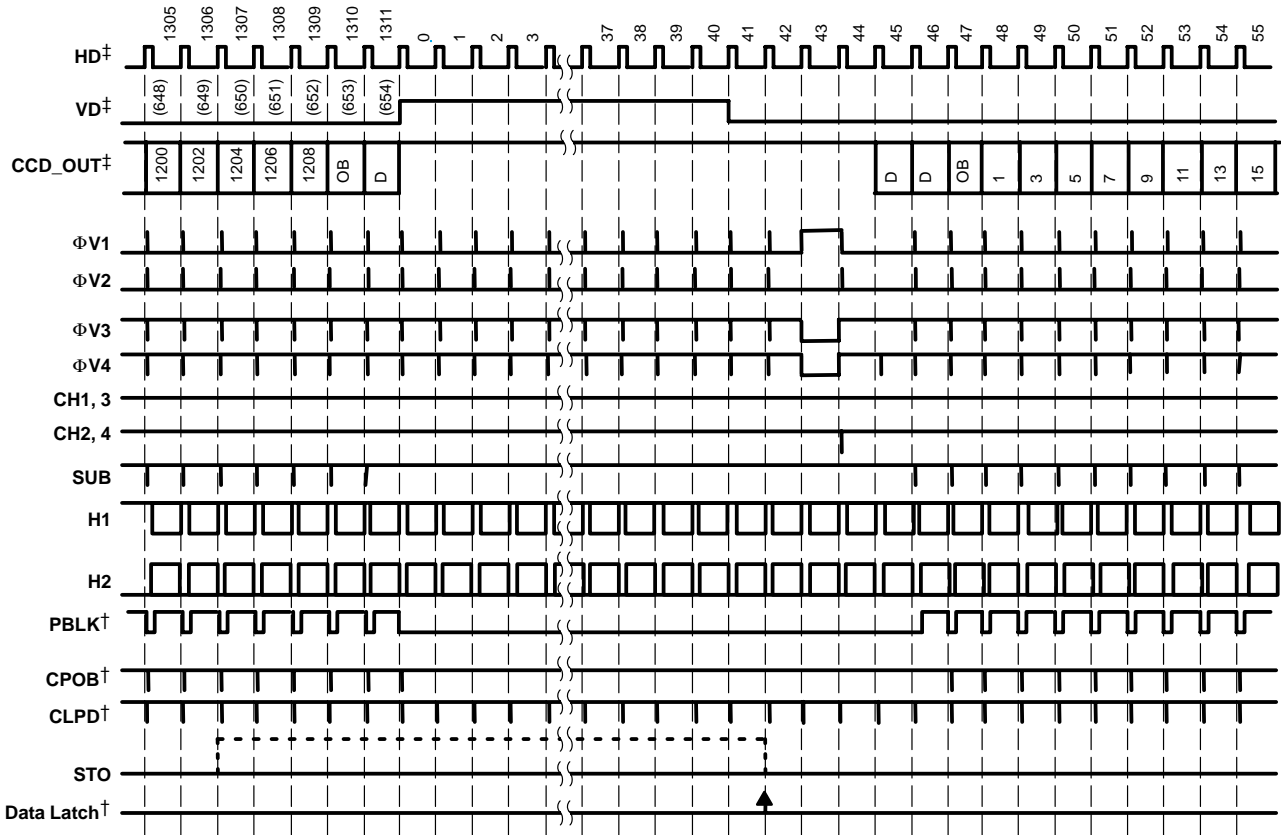 1305 1306 1307 1308 1309 1310 1311 0 1 2 3 37 38 39 40 41 42 43 44 45 46 47 48 49 50 51 52 53 54 55
HD‡
VD‡ (648) (649) (650) (651) (652) (653) (654)
CCD_OUT‡ 1200 1202 1204 1206 1208 OB D D D OB 1 3 5 7 9 11 13 15
ΦV1
ΦV2
ΦV3
ΦV4
CH1, 3
CH2, 4
SUB
H1
H2
PBLK†
CPOB†
CLPD†
STO
Data Latch†